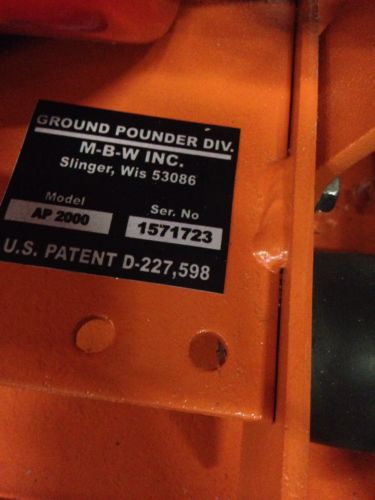 GROUND POUNDER DIV.
M-B-W INC.
Slinger, Wis 53086
Model
Ser. No
AP 2000
1571723
U.S. PATENT D-227,598